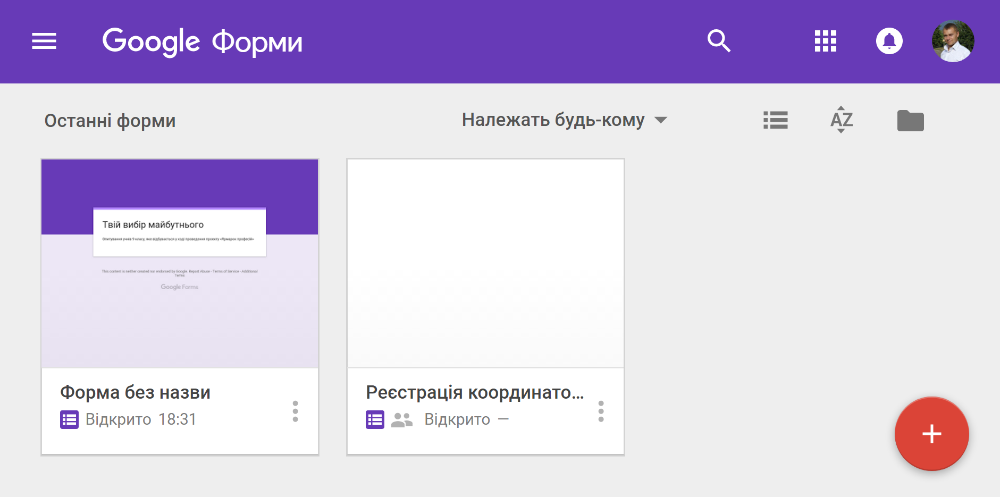 Google Форми
Останні форми
Належать будь-кому
AZ
Твій вибір майбутнього
Опитування учнів 9 класу, яке відбувається у ході проведення проекту «Ярмарок професій»
This content is neither created nor endorsed by Google. Report Abuse - Terms of Service - Additional
Terms
Google Forms
Форма без назви
Відкрито 18:31
Реєстрація координато...
Відкрито —